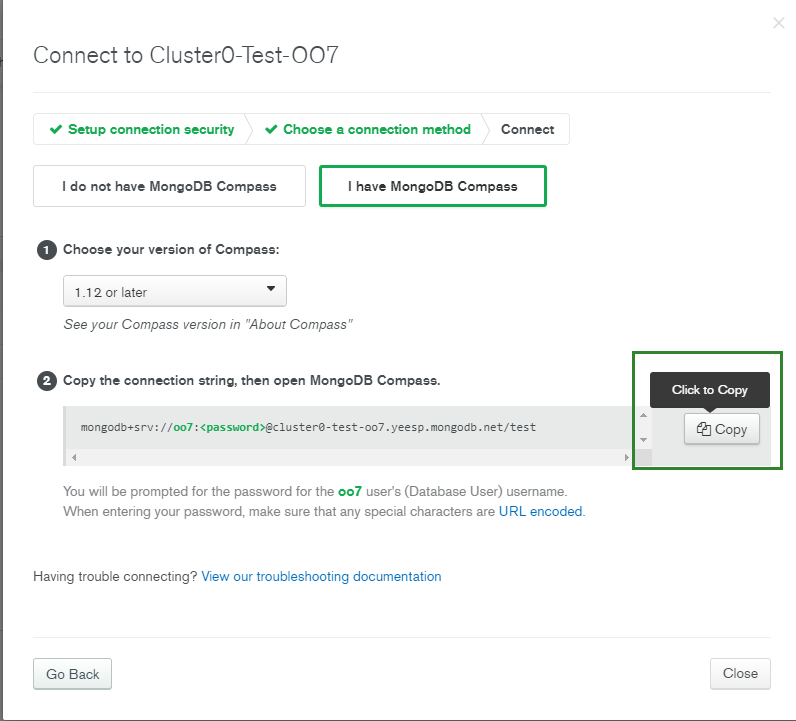 Connect to Cluster0-Test-OO7
Setup connection security
Choose a connection method
Connect
I do not have MongoDB Compass
I have MongoDB Compass
1 Choose your version of Compass:
1.12 or later
See your Compass version in "About Compass"
2 Copy the connection string, then open MongoDB Compass.
Click to Copy
mongodb+srv://oo7:<password>@cluster0-test-oo7.yeesp.mongodb.net/test
Copy
You will be prompted for the password for the oo7 user's (Database User) username.
When entering your password, make sure that any special characters are URL encoded.
Having trouble connecting? View our troubleshooting documentation
Go Back
Close